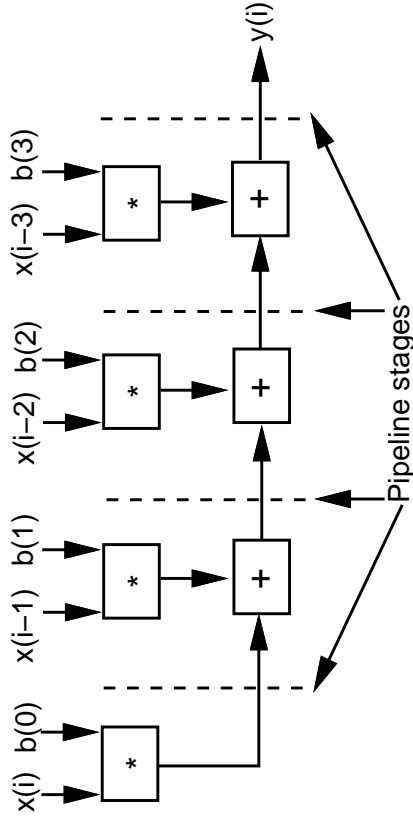 x(i) b(0) x(i−1) b(1) x(i−2) b(2) x(i−3) b(3)
* * * *
+ + + y(i)
Pipeline stages